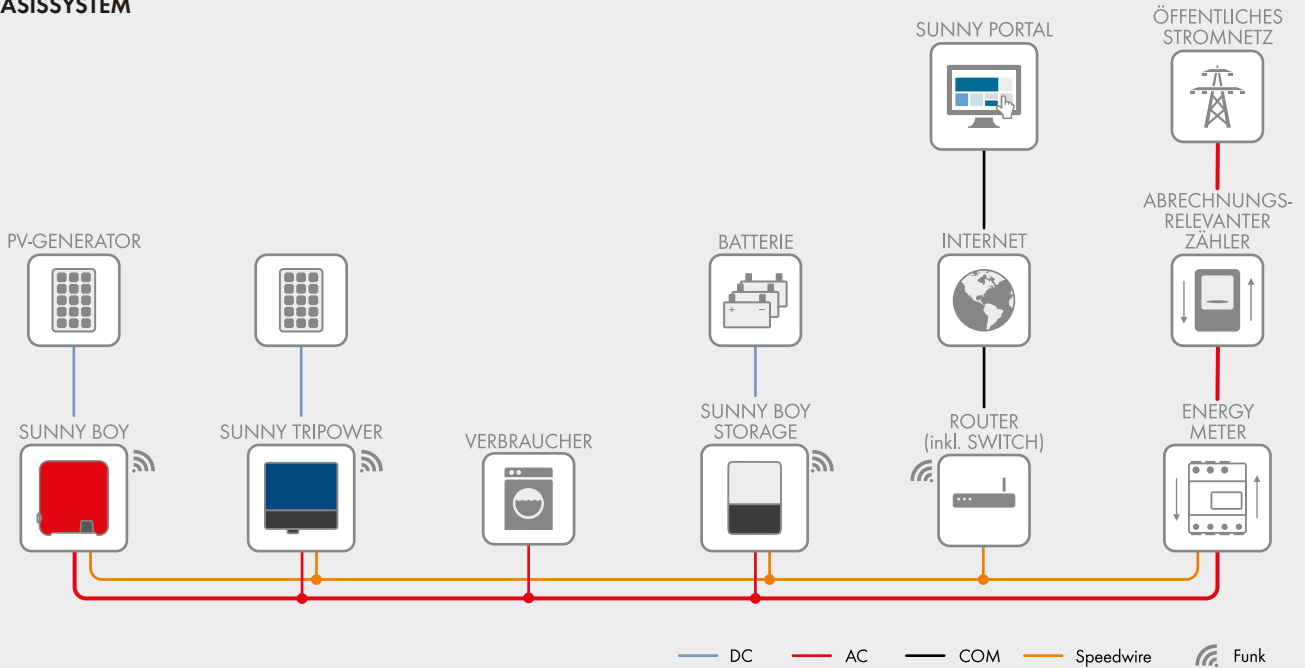 ASISSYSTEM
SUNNY PORTAL
ÖFFENTLICHES
STROMNETZ
PV-GENERATOR
BATTERIE
INTERNET
ABRECHNUNGS-
RELEVANTER
ZÄHLER
SUNNY BOY
SUNNY TRIPOWER
VERBRAUCHER
SUNNY BOY
STORAGE
ROUTER
(inkl. SWITCH)
ENERGY
METER
DC
AC
COM
Speedwire
Funk